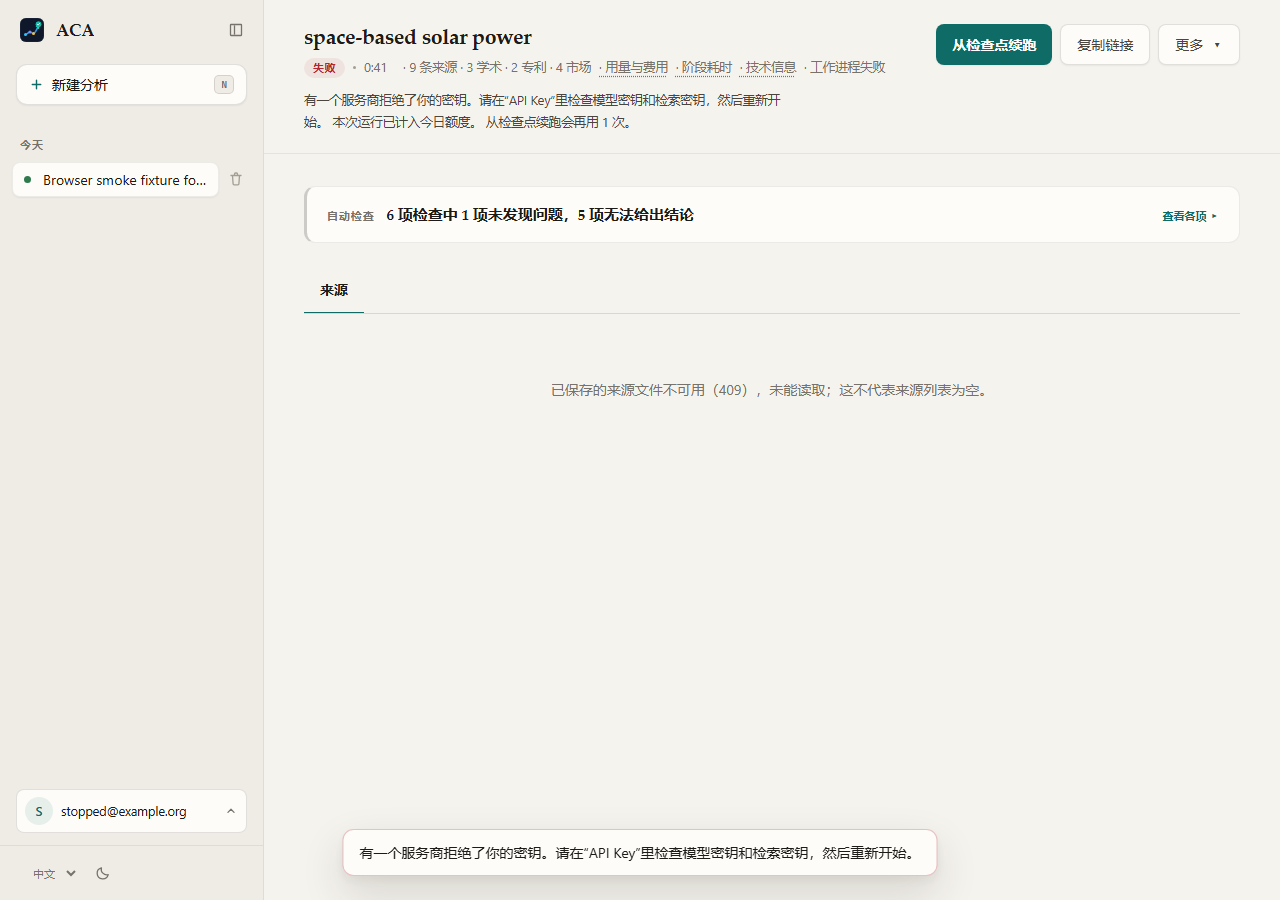 ACA
+ 新建分析 N
今天
Browser smoke fixture fo...
stopped@example.org
S
中文
space-based solar power
失败 · 0:41 · 9 条来源 · 3 学术 · 2 专利 · 4 市场 · 用量与费用 · 阶段耗时 · 技术信息 · 工作进程失败
有一个服务商拒绝了你的密钥。请在“API Key”里检查模型密钥和检索密钥，然后重新开
始。 本次运行已计入今日额度。 从检查点续跑会再用 1 次。
从检查点续跑
复制链接
更多 ▾
自动检查 6 项检查中 1 项未发现问题，5 项无法给出结论
查看各项 ▸
来源
已保存的来源文件不可用（409），未能读取；这不代表来源列表为空。
有一个服务商拒绝了你的密钥。请在“API Key”里检查模型密钥和检索密钥，然后重新开始。